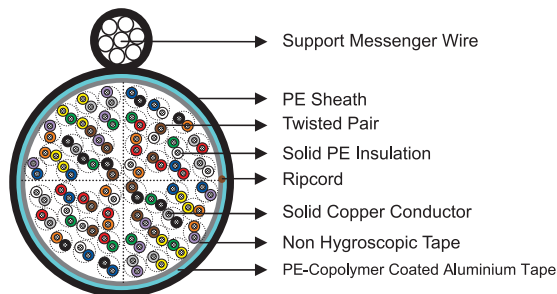 Support Messenger Wire
PE Sheath
Twisted Pair
Solid PE Insulation
Ripcord
Solid Copper Conductor
Non Hygroscopic Tape
PE-Copolymer Coated Aluminium Tape